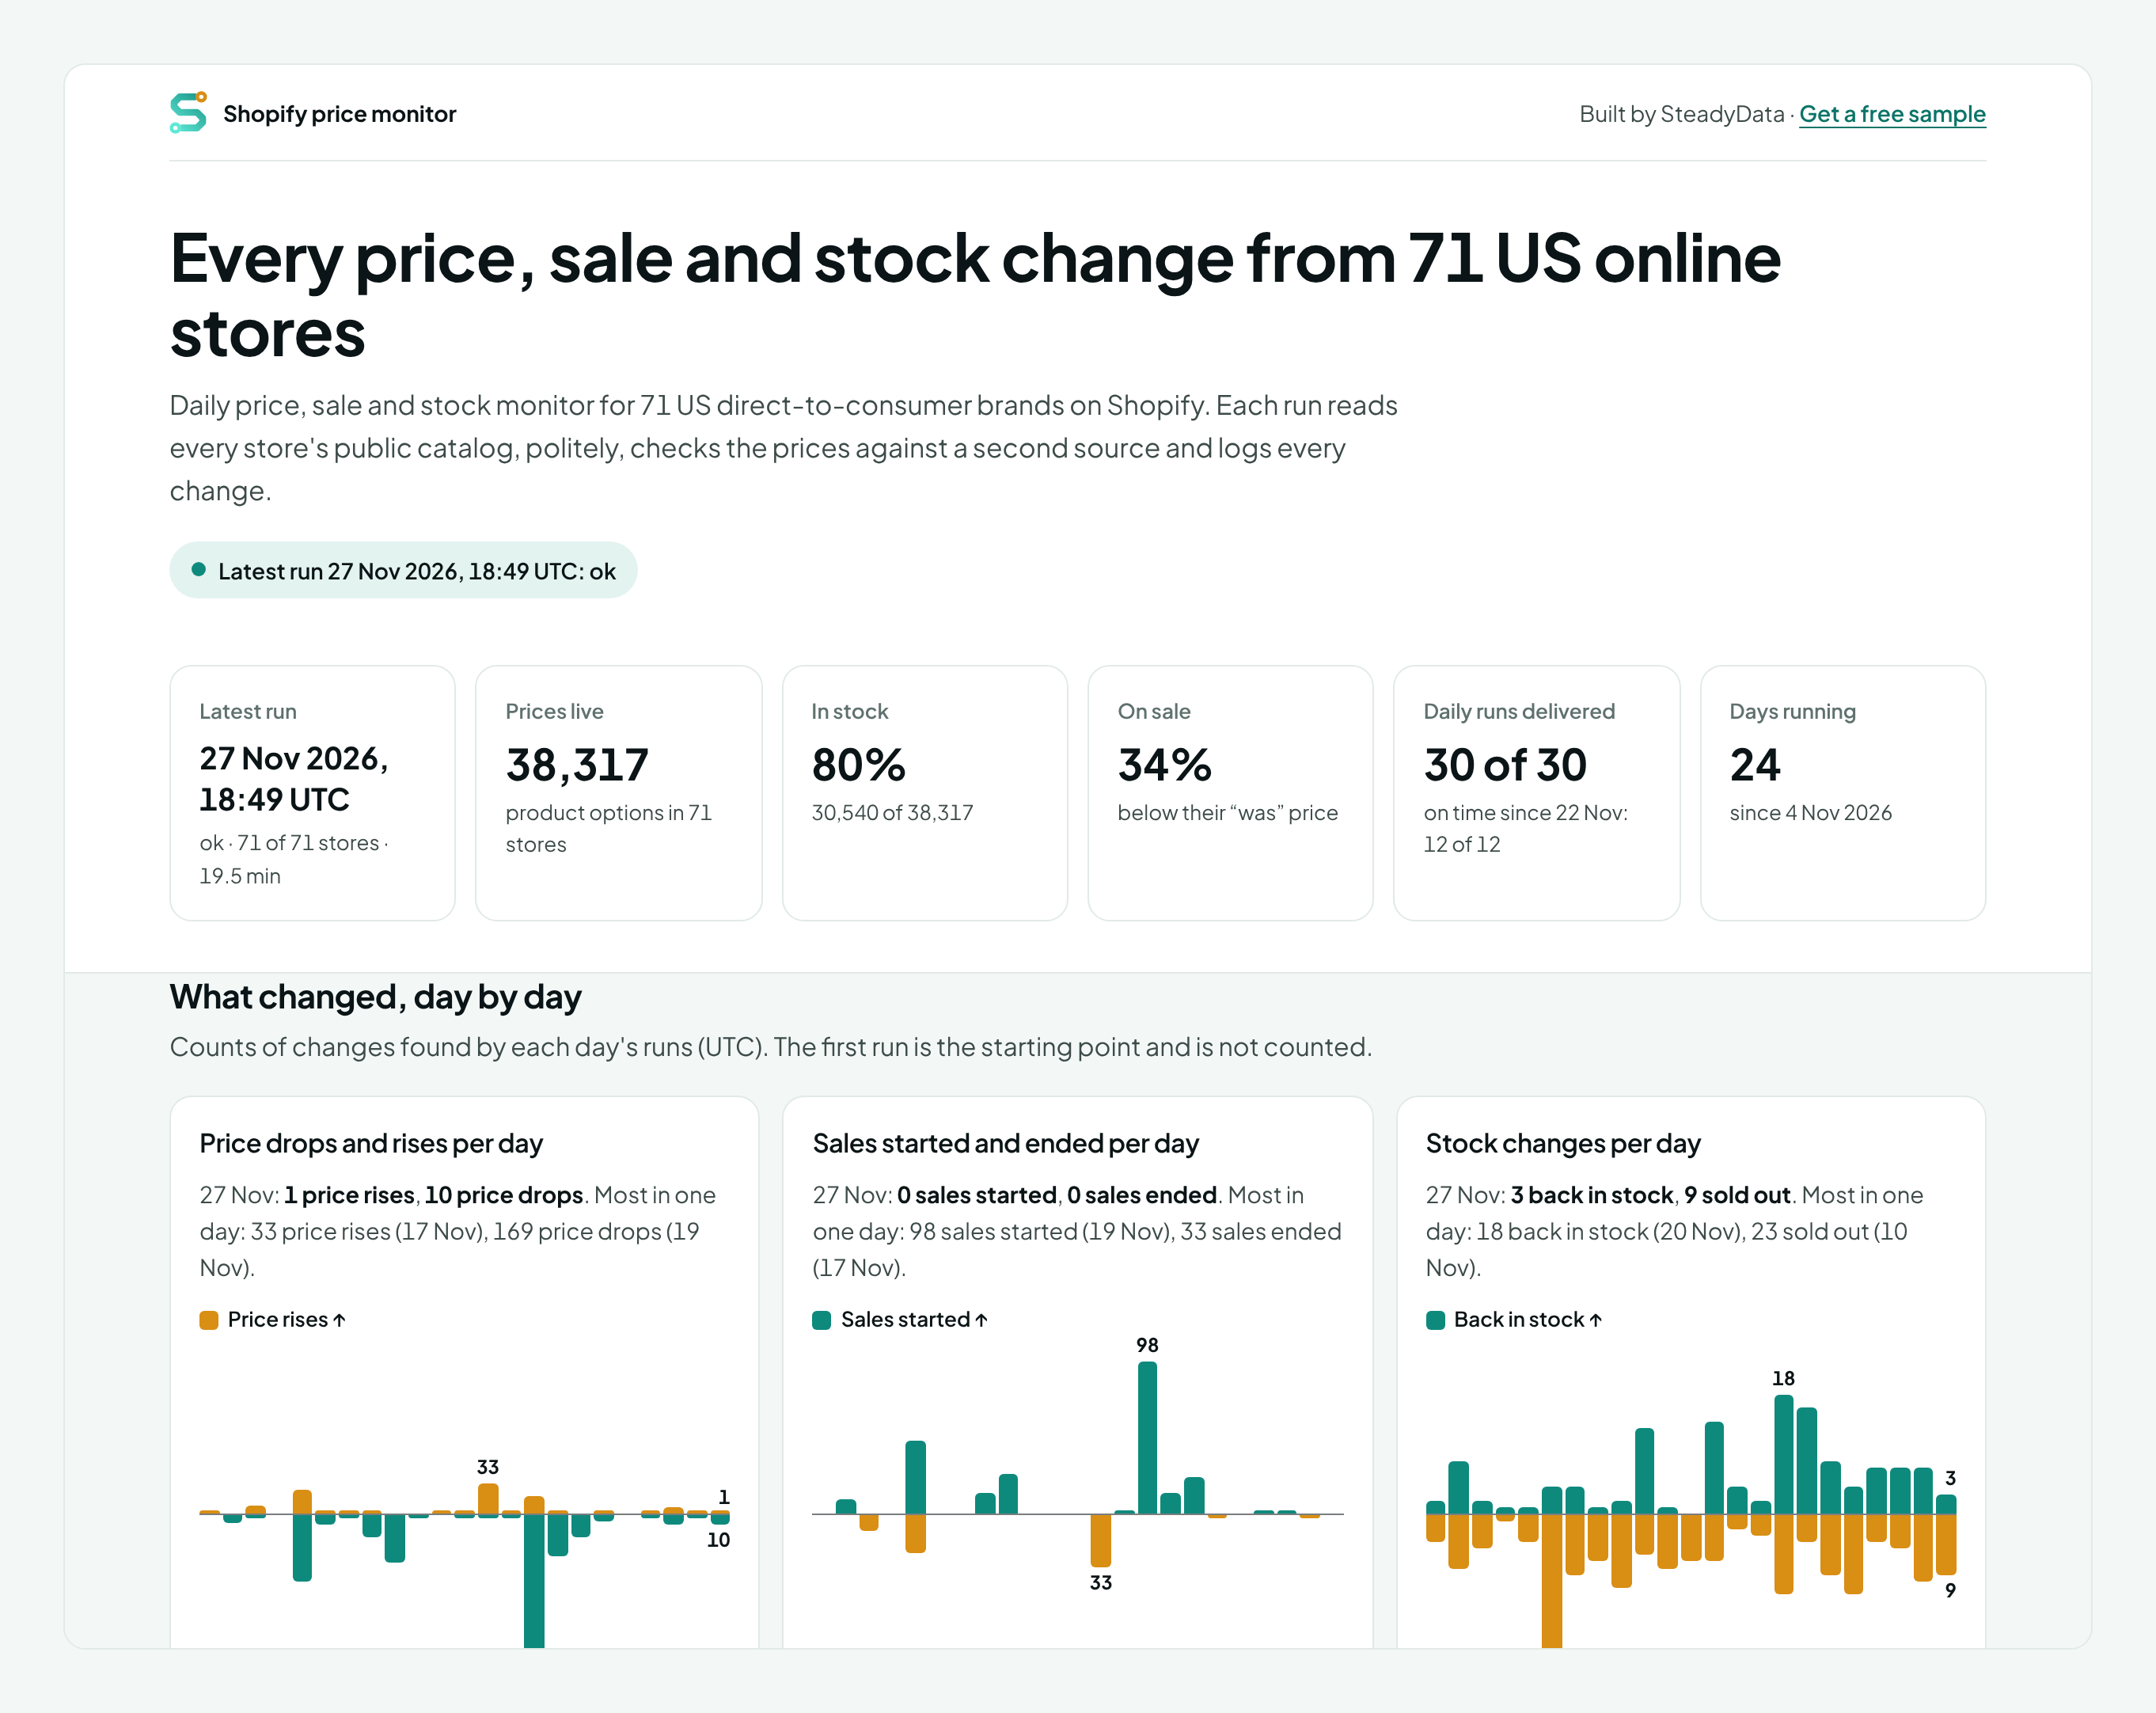 Shopify price monitor
Built by SteadyData · Get a free sample
Every price, sale and stock change from 71 US online
stores
Daily price, sale and stock monitor for 71 US direct-to-consumer brands on Shopify. Each run reads
every store's public catalog, politely, checks the prices against a second source and logs every
change.
Latest run 27 Nov 2026, 18:49 UTC: ok
Latest run
27 Nov 2026,
18:49 UTC
ok · 71 of 71 stores ·
19.5 min
Prices live
38,317
product options in 71
stores
In stock
80%
30,540 of 38,317
On sale
34%
below their “was” price
Daily runs delivered
30 of 30
on time since 22 Nov:
12 of 12
Days running
24
since 4 Nov 2026
What changed, day by day
Counts of changes found by each day's runs (UTC). The first run is the starting point and is not counted.
Price drops and rises per day
27 Nov: 1 price rises, 10 price drops. Most in one
day: 33 price rises (17 Nov), 169 price drops (19
Nov).
Price rises ↑
33
1
10
Sales started and ended per day
27 Nov: 0 sales started, 0 sales ended. Most in
one day: 98 sales started (19 Nov), 33 sales ended
(17 Nov).
Sales started ↑
98
33
Stock changes per day
27 Nov: 3 back in stock, 9 sold out. Most in one
day: 18 back in stock (20 Nov), 23 sold out (10
Nov).
Back in stock ↑
18
3
9